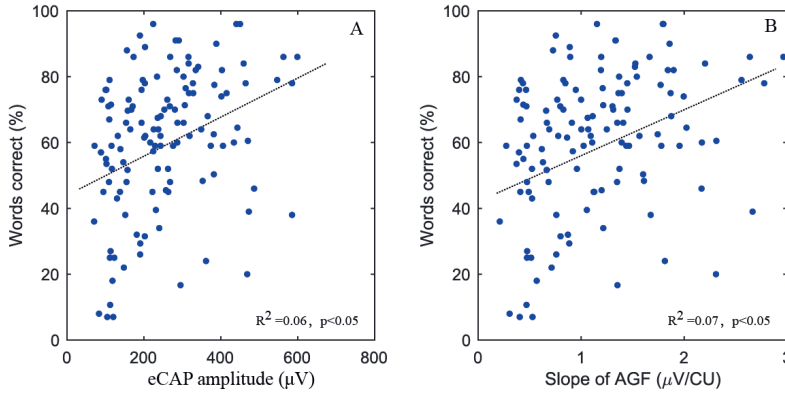 A
Words correct (%)
100
80
60
40
20
0
R² =0.06, p<0.05
0 200 400 600 800
eCAP amplitude (μV)
B
Words correct (%)
100
80
60
40
20
0
R² =0.07, p<0.05
0 1 2 3
Slope of AGF (μV/CU)